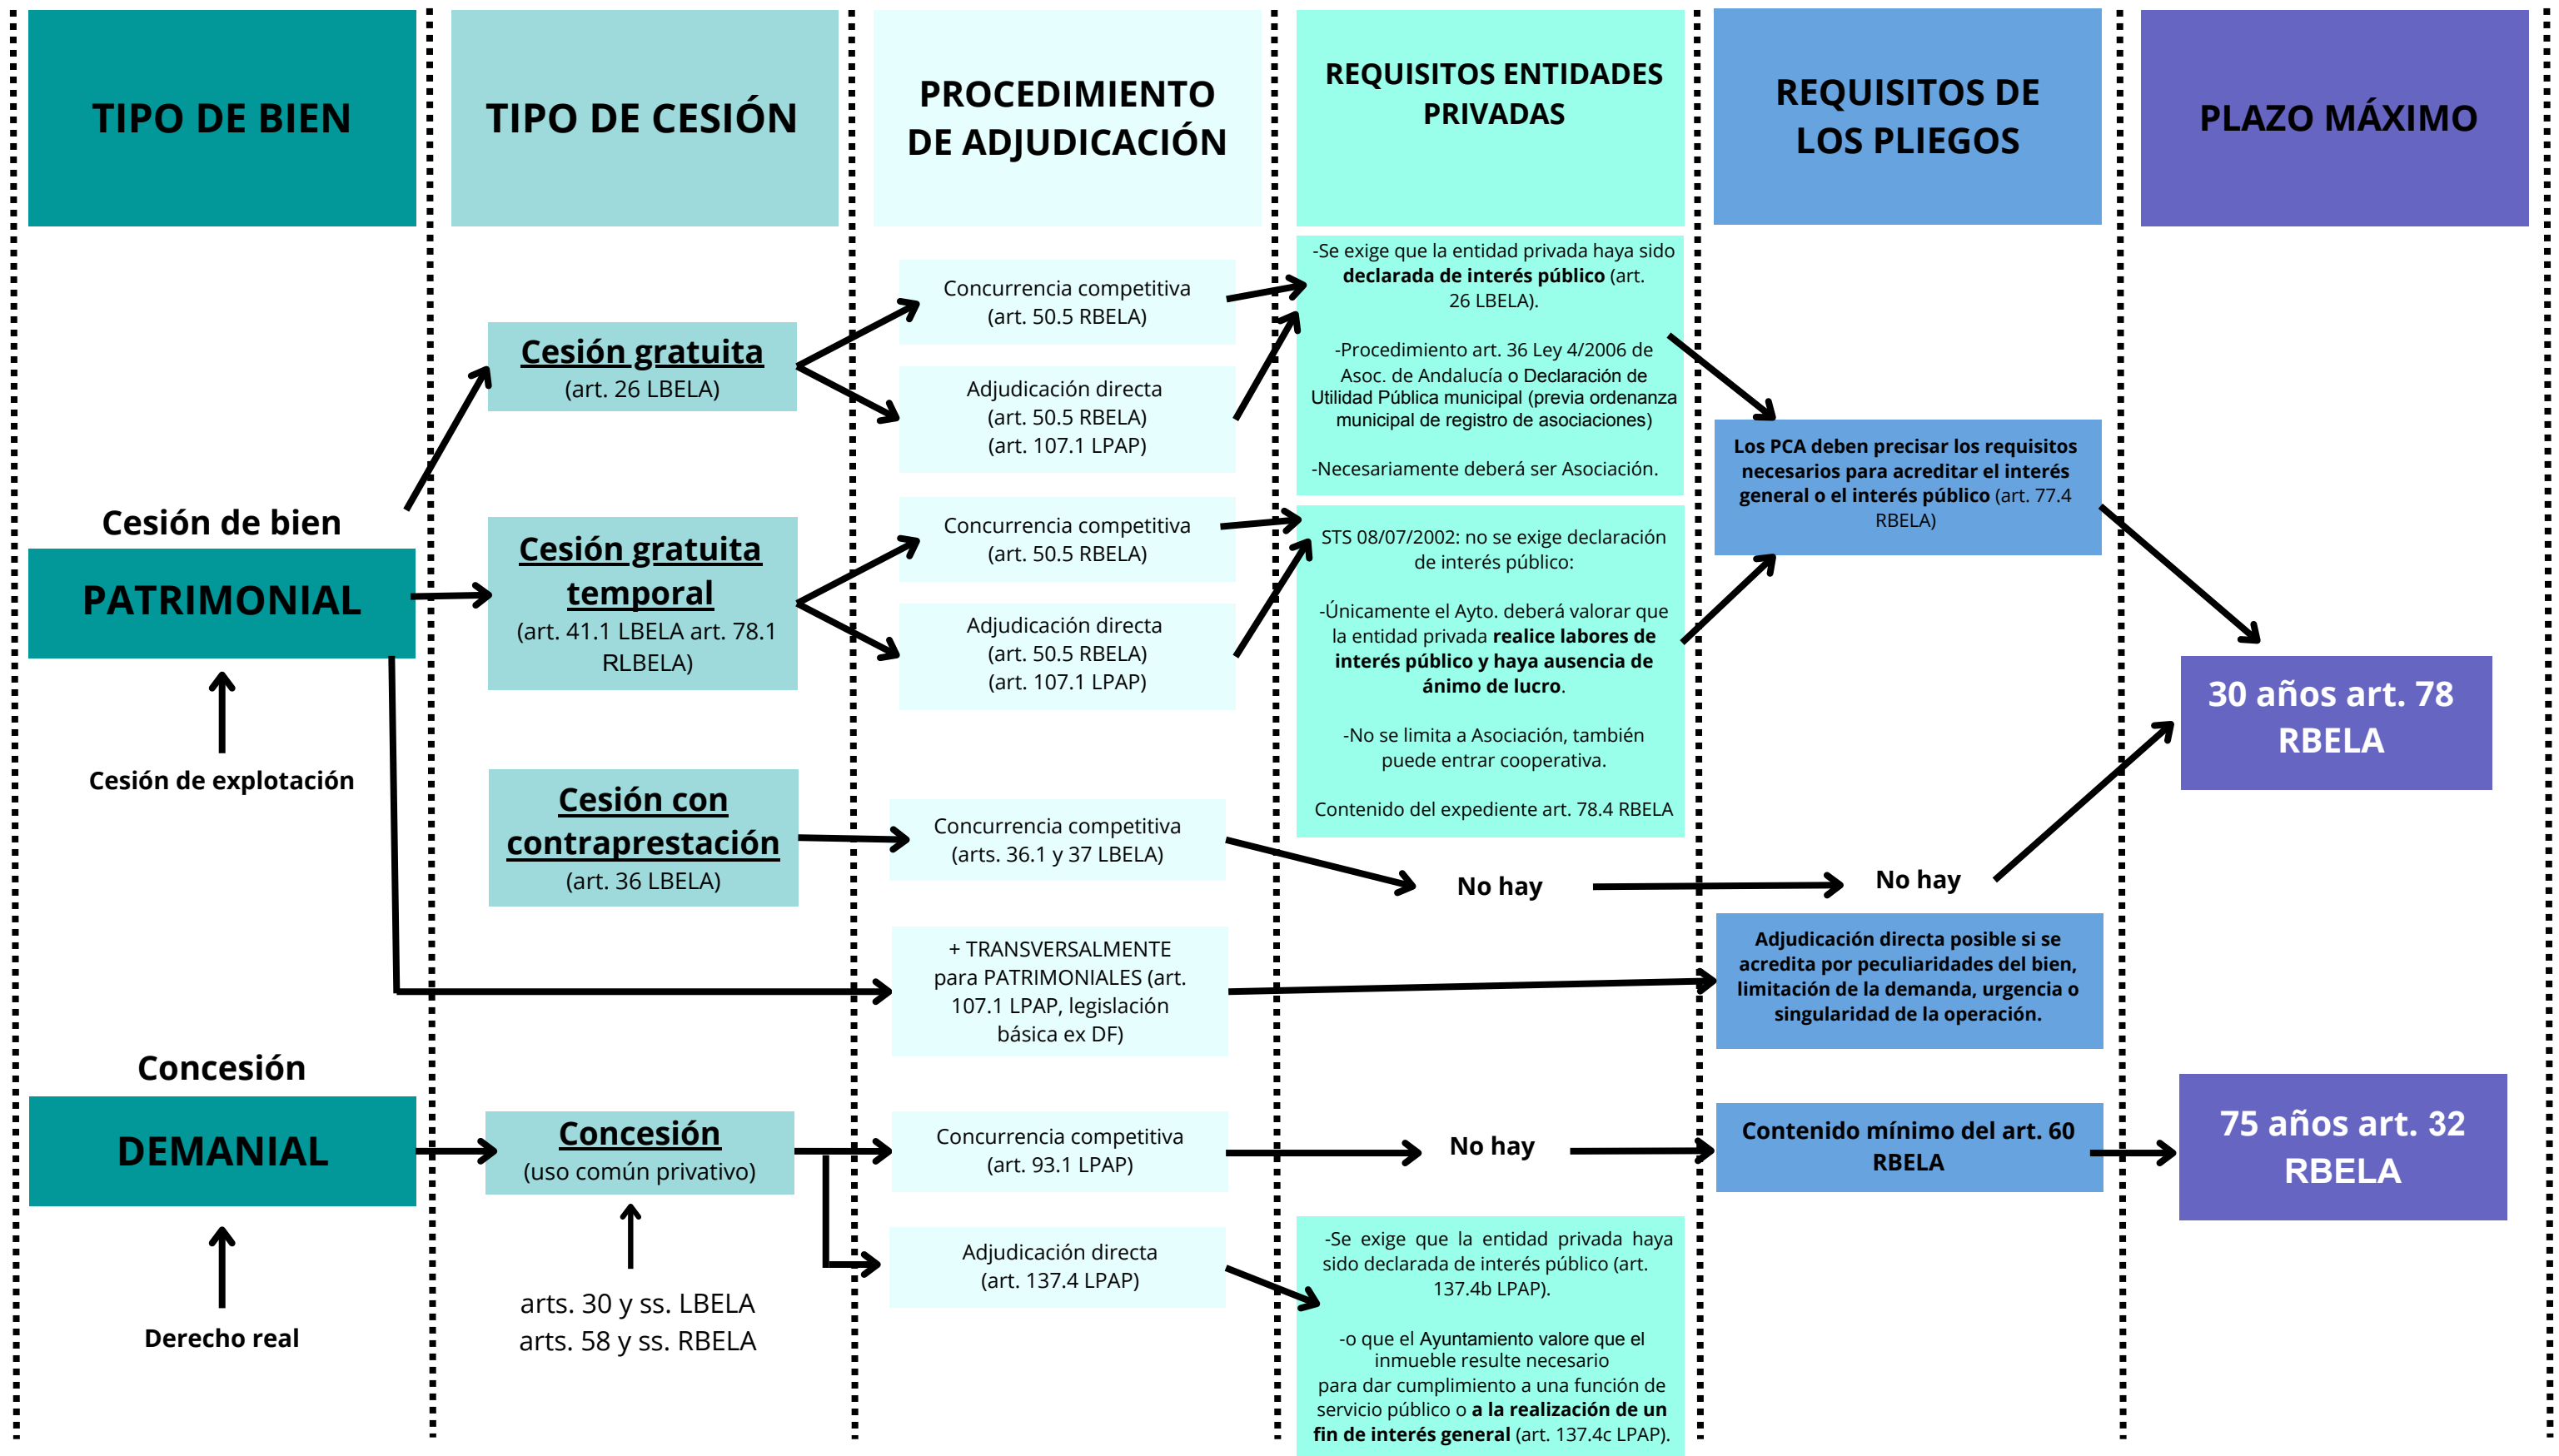 TIPO DE BIEN
TIPO DE CESIÓN
PROCEDIMIENTO
DE ADJUDICACIÓN
REQUISITOS ENTIDADES
PRIVADAS
REQUISITOS DE
LOS PLIEGOS
PLAZO MÁXIMO
Cesión de bien
PATRIMONIAL
Cesión de explotación
Concesión
DEMANIAL
Derecho real
Cesión gratuita
(art. 26 LBELA)
Cesión gratuita
temporal
(art. 41.1 LBELA art. 78.1
RLBELA)
Cesión con
contraprestación
(art. 36 LBELA)
Concesión
(uso común privativo)
arts. 30 y ss. LBELA
arts. 58 y ss. RBELA
Concurrencia competitiva
(art. 50.5 RBELA)
Adjudicación directa
(art. 50.5 RBELA)
(art. 107.1 LPAP)
Concurrencia competitiva
(art. 50.5 RBELA)
Adjudicación directa
(art. 50.5 RBELA)
(art. 107.1 LPAP)
Concurrencia competitiva
(arts. 36.1 y 37 LBELA)
+ TRANSVERSALMENTE
para PATRIMONIALES (art.
107.1 LPAP, legislación
básica ex DF)
Concurrencia competitiva
(art. 93.1 LPAP)
Adjudicación directa
(art. 137.4 LPAP)
-Se exige que la entidad privada haya sido
declarada de interés público (art.
26 LBELA).
-Procedimiento art. 36 Ley 4/2006 de
Asoc. de Andalucía o Declaración de
Utilidad Pública municipal (previa ordenanza
municipal de registro de asociaciones)
-Necesariamente deberá ser Asociación.
STS 08/07/2002: no se exige declaración
de interés público:
-Únicamente el Ayto. deberá valorar que
la entidad privada realice labores de
interés público y haya ausencia de
ánimo de lucro.
-No se limita a Asociación, también
puede entrar cooperativa.
Contenido del expediente art. 78.4 RBELA
No hay
No hay
-Se exige que la entidad privada haya
sido declarada de interés público (art.
137.4b LPAP).
-o que el Ayuntamiento valore que el
inmueble resulte necesario
para dar cumplimiento a una función de
servicio público o a la realización de un
fin de interés general (art. 137.4c LPAP).
Los PCA deben precisar los requisitos
necesarios para acreditar el interés
general o el interés público (art. 77.4
RBELA)
No hay
Adjudicación directa posible si se
acredita por peculiaridades del bien,
limitación de la demanda, urgencia o
singularidad de la operación.
Contenido mínimo del art. 60
RBELA
30 años art. 78
RBELA
75 años art. 32
RBELA